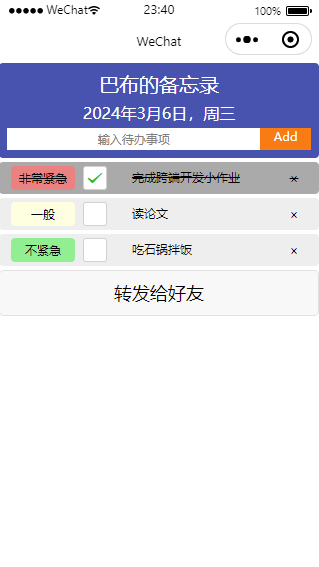 WeChat 23:40 100%
WeChat
巴布的备忘录
2024年3月6日，周三
输入待办事项 Add
非常紧急 完成跨端开发小作业 ×
一般 读论文 ×
不紧急 吃石锅拌饭 ×
转发给好友